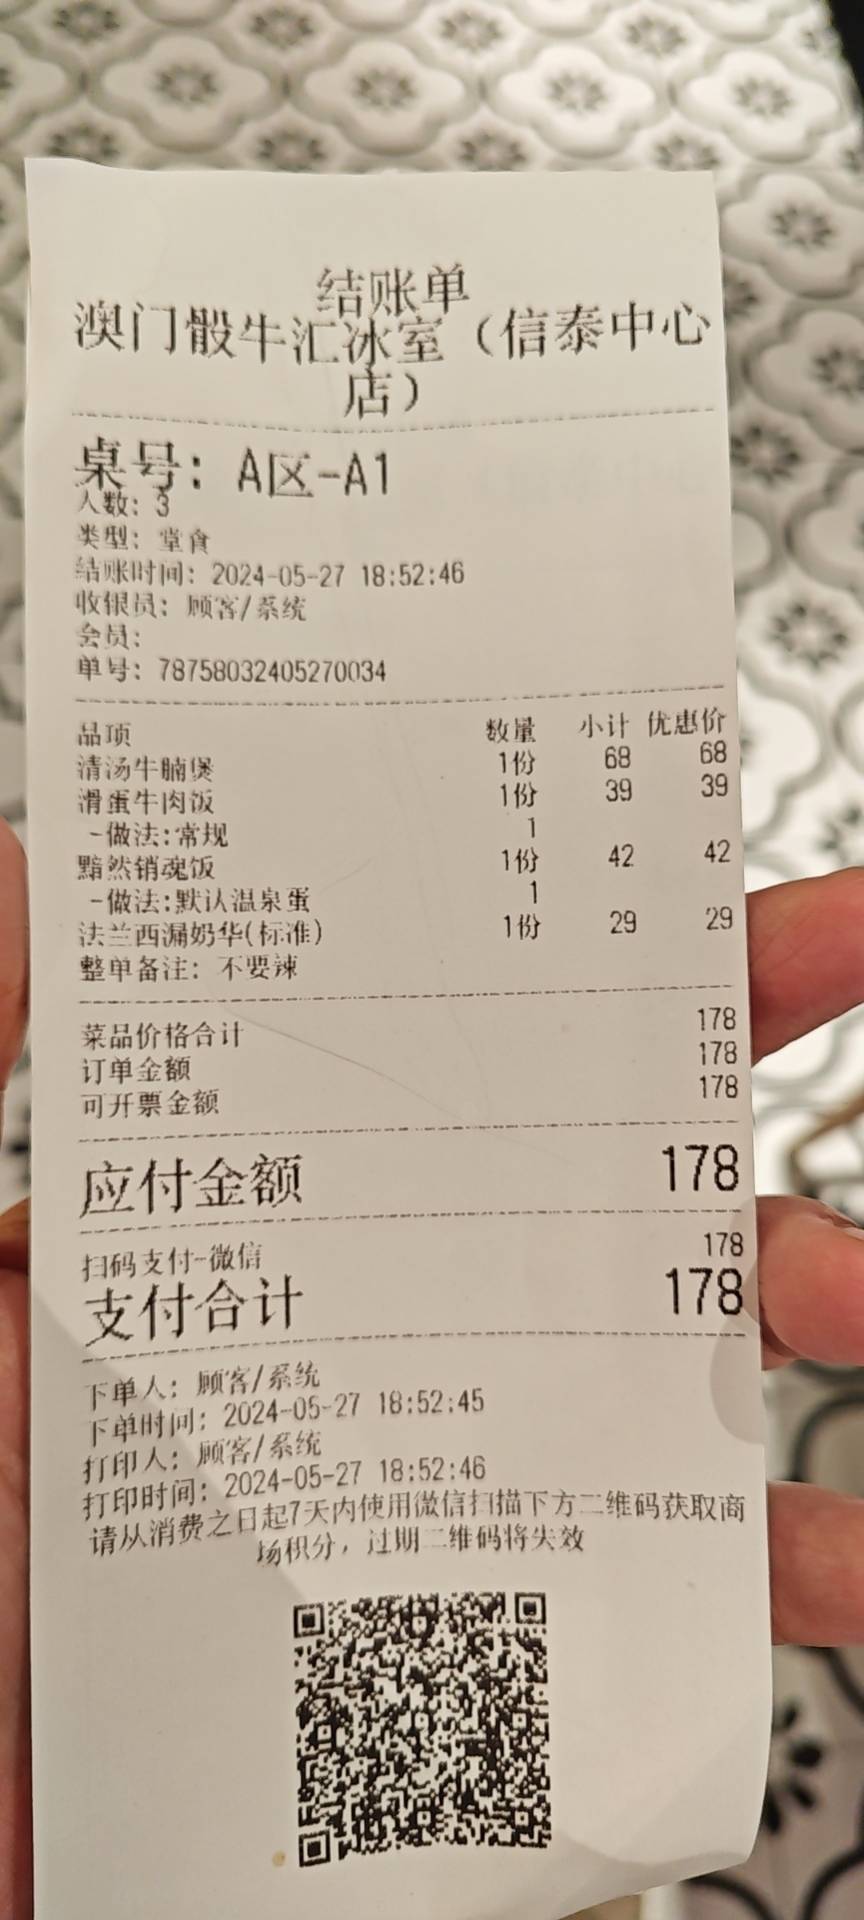 结账单
澳门骰牛汇冰室（信泰中心
店）
桌号：A区-A1
人数：3
类型：堂食
结账时间：2024-05-27 18:52:46
收银员：顾客/系统
会员：
单号：78758032405270034
品项 数量 小计 优惠价
清汤牛腩煲 1份 68 68
滑蛋牛肉饭 1份 39 39
-做法:常规 1
黯然销魂饭 1份 42 42
-做法:默认温泉蛋 1
法兰西漏奶华(标准) 1份 29 29
整单备注：不要辣
菜品价格合计 178
订单金额 178
可开票金额 178
应付金额 178
扫码支付-微信 178
支付合计 178
下单人：顾客/系统
下单时间：2024-05-27 18:52:45
打印人：顾客/系统
打印时间：2024-05-27 18:52:46
请从消费之日起7天内使用微信扫描下方二维码获取商
场积分，过期二维码将失效